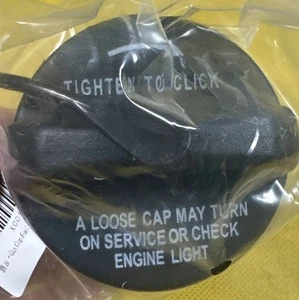 TIGHTEN TO CLICK
A LOOSE CAP MAY TURN
ON SERVICE OR CHECK
ENGINE LIGHT